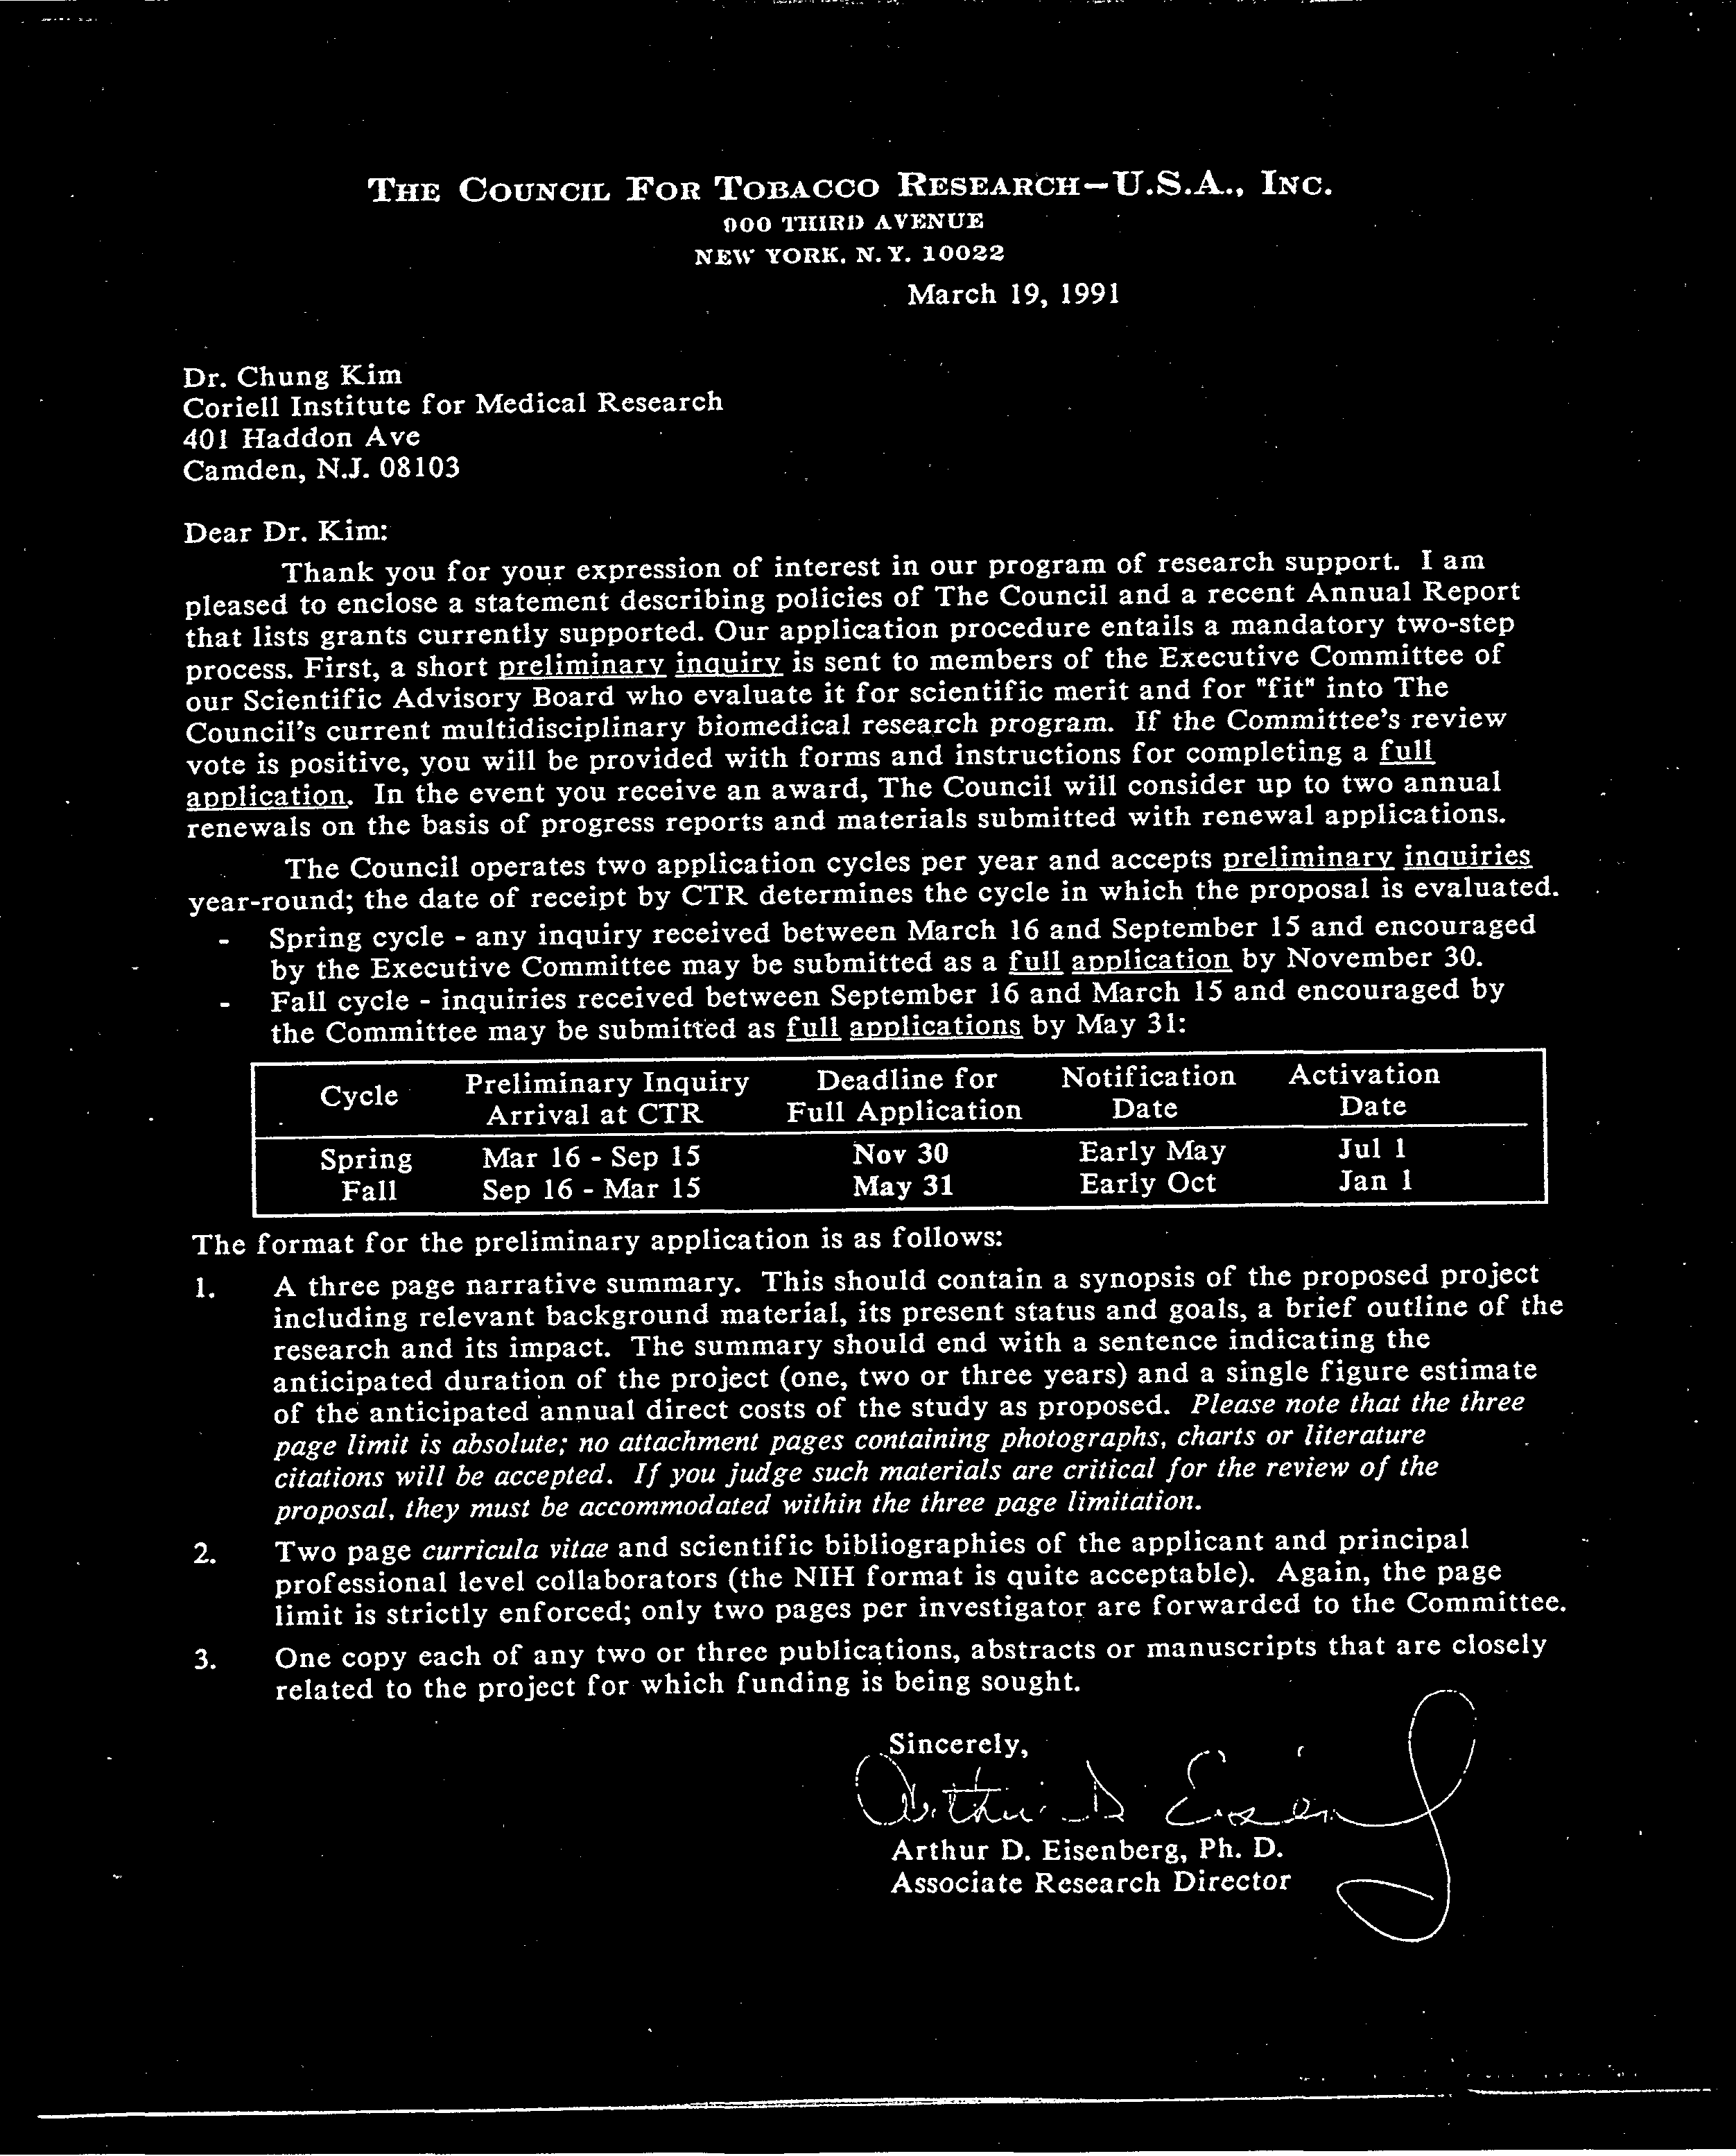 THE COUNCIL FOR TOBACCO RESEARCH—U.S.A., INC.
900 THIRD AVENUE
NEW YORK, N.Y. 10022
March 19, 1991
Dr. Chung Kim
Coriell Institute for Medical Research
401 Haddon Ave
Camden, N.J. 08103
Dear Dr. Kim:
Thank you for your expression of interest in our program of research support. I am
pleased to enclose a statement describing policies of The Council and a recent Annual Report
that lists grants currently supported. Our application procedure entails a mandatory two-step
process. First, a short preliminary inquiry is sent to members of the Executive Committee of
our Scientific Advisory Board who evaluate it for scientific merit and for "fit" into The
Council's current multidisciplinary biomedical research program. If the Committee's review
vote is positive, you will be provided with forms and instructions for completing a full
application. In the event you receive an award, The Council will consider up to two annual
renewals on the basis of progress reports and materials submitted with renewal applications.
The Council operates two application cycles per year and accepts preliminary inquiries
year-round; the date of receipt by CTR determines the cycle in which the proposal is evaluated.
- Spring cycle - any inquiry received between March 16 and September 15 and encouraged
by the Executive Committee may be submitted as a full application by November 30.
- Fall cycle - inquiries received between September 16 and March 15 and encouraged by
the Committee may be submitted as full applications by May 31:
Cycle Preliminary Inquiry Deadline for Notification Activation
Arrival at CTR Full Application Date Date
Spring Mar 16 - Sep 15 Nov 30 Early May Jul 1
Fall Sep 16 - Mar 15 May 31 Early Oct Jan 1
The format for the preliminary application is as follows:
1. A three page narrative summary. This should contain a synopsis of the proposed project
including relevant background material, its present status and goals, a brief outline of the
research and its impact. The summary should end with a sentence indicating the
anticipated duration of the project (one, two or three years) and a single figure estimate
of the anticipated annual direct costs of the study as proposed. Please note that the three
page limit is absolute; no attachment pages containing photographs, charts or literature
citations will be accepted. If you judge such materials are critical for the review of the
proposal, they must be accommodated within the three page limitation.
2. Two page curricula vitae and scientific bibliographies of the applicant and principal
professional level collaborators (the NIH format is quite acceptable). Again, the page
limit is strictly enforced; only two pages per investigator are forwarded to the Committee.
3. One copy each of any two or three publications, abstracts or manuscripts that are closely
related to the project for which funding is being sought.
Sincerely,
Arthur D Eisenberg
Arthur D. Eisenberg, Ph. D.
Associate Research Director